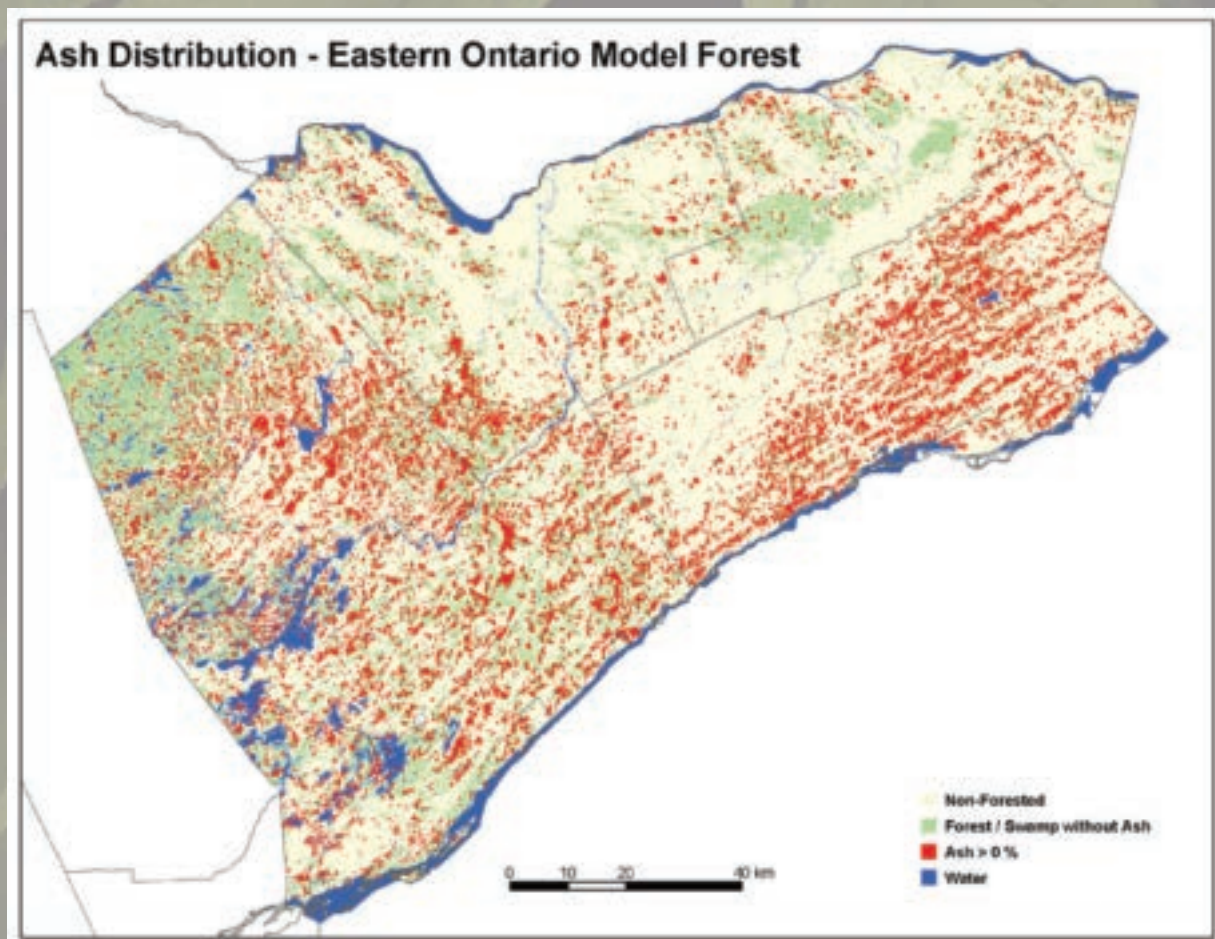 Ash Distribution - Eastern Ontario Model Forest
Non-Forested
Forest / Swamp without Ash
Ash > 0 %
Water
0 10 20 40 km